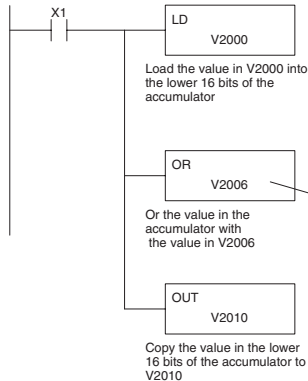 X1
LD
V2000
Load the value in V2000 into
the lower 16 bits of the
accumulator
OR
V2006
Or the value in the
accumulator with
the value in V2006
OUT
V2010
Copy the value in the lower
16 bits of the accumulator to
V2010